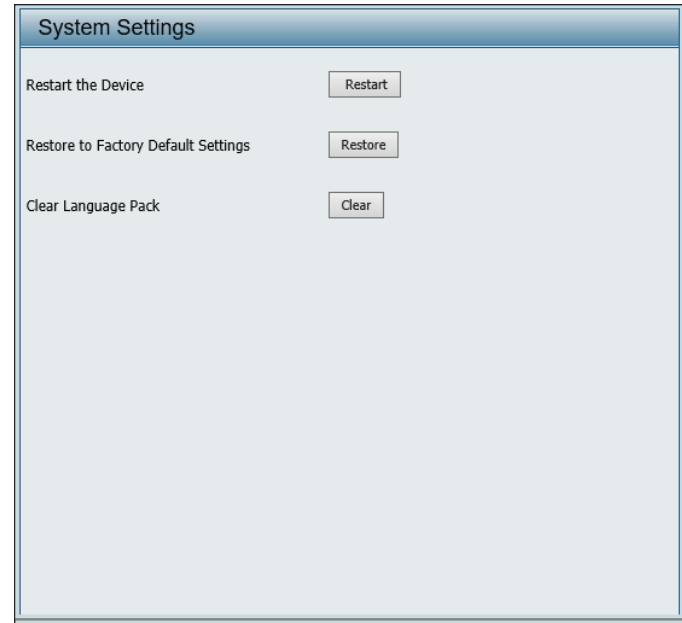 System Settings
Restart the Device Restart
Restore to Factory Default Settings Restore
Clear Language Pack Clear